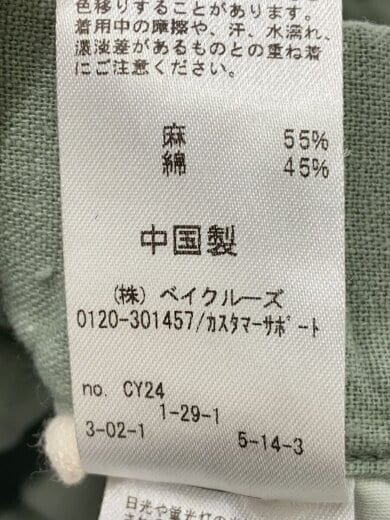 色移りすることがあります。
着用中の摩擦や、汗、水濡れ、
濃淡差があるものとの重ね着
にご注意ください。
麻 55%
綿 45%
中国製
(株) ベイクルーズ
0120-301457/ｶｽﾀﾏｰｻﾎﾟｰﾄ
no. CY24
1-29-1
3-02-1 5-14-3
日光や蛍光灯の